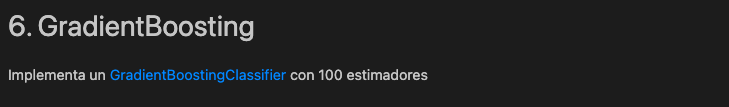 6. GradientBoosting
Implementa un GradientBoostingClassifier con 100 estimadores